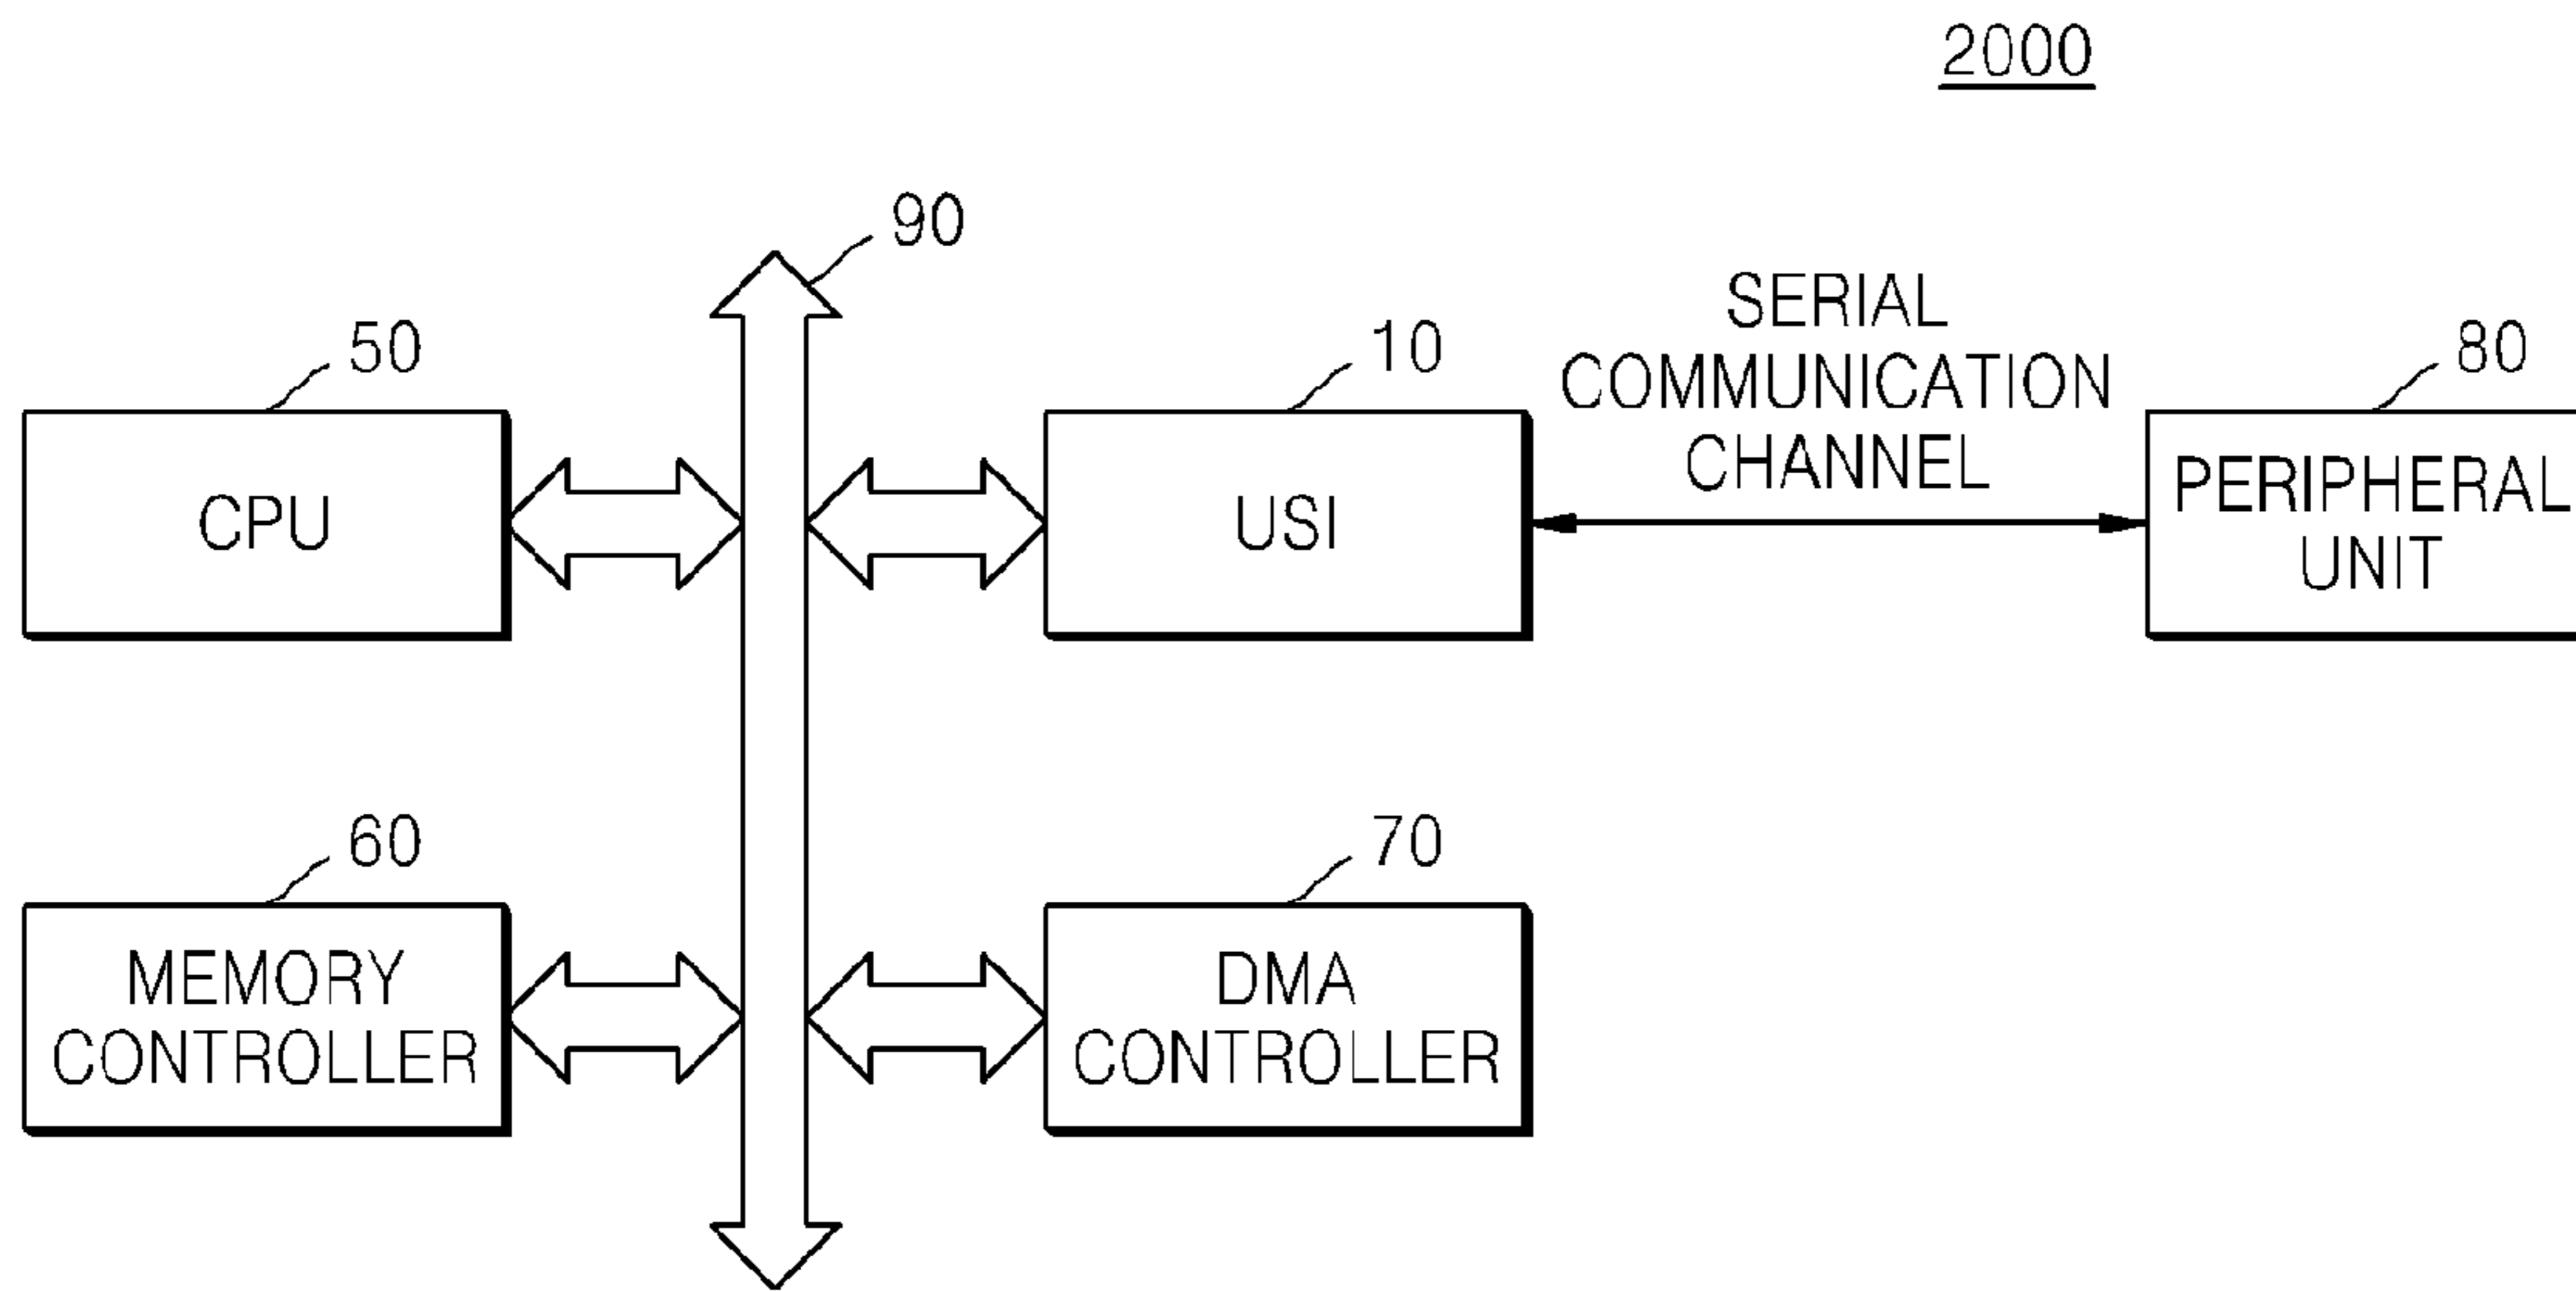 2000
90
50
10
SERIAL
COMMUNICATION
CHANNEL
80
CPU
USI
PERIPHERAL
UNIT
60
70
MEMORY
CONTROLLER
DMA
CONTROLLER